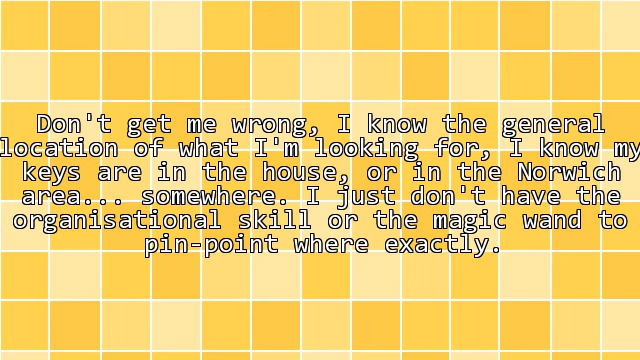 Don't get me wrong, I know the general
location of what I'm looking for, I know my
keys are in the house, or in the Norwich
area... somewhere. I just don't have the
organisational skill or the magic wand to
pin-point where exactly.